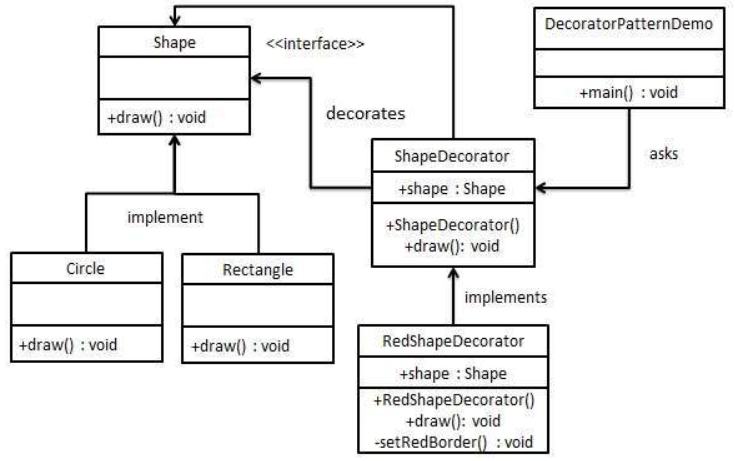 Shape
<<interface>>
+draw() : void
DecoratorPatternDemo
+main() : void
decorates
asks
ShapeDecorator
+shape : Shape
+ShapeDecorator()
+draw(): void
implement
Circle
+draw() : void
Rectangle
+draw() : void
implements
RedShapeDecorator
+shape : Shape
+RedShapeDecorator()
+draw(): void
-setRedBorder() : void